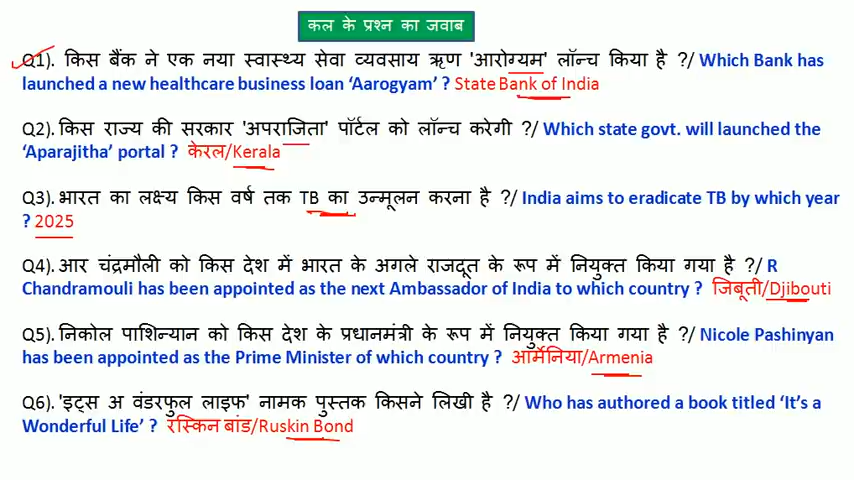 कल के प्रश्न का जवाब
Q1). किस बैंक ने एक नया स्वास्थ्य सेवा व्यवसाय ऋण 'आरोग्यम' लॉन्च किया है ?/ Which Bank has
launched a new healthcare business loan ‘Aarogyam’ ? State Bank of India
Q2). किस राज्य की सरकार 'अपराजिता' पॉर्टल को लॉन्च करेगी ?/ Which state govt. will launched the
‘Aparajitha’ portal ? केरल/Kerala
Q3). भारत का लक्ष्य किस वर्ष तक TB का उन्मूलन करना है ?/ India aims to eradicate TB by which year
? 2025
Q4). आर चंद्रमौली को किस देश में भारत के अगले राजदूत के रूप में नियुक्त किया गया है ?/ R
Chandramouli has been appointed as the next Ambassador of India to which country ? जिबूती/Djibouti
Q5). निकोल पाशिन्यान को किस देश के प्रधानमंत्री के रूप में नियुक्त किया गया है ?/ Nicole Pashinyan
has been appointed as the Prime Minister of which country ? आर्मेनिया/Armenia
Q6). 'इट्स अ वंडरफुल लाइफ' नामक पुस्तक किसने लिखी है ?/ Who has authored a book titled ‘It’s a
Wonderful Life’ ? रस्किन बांड/Ruskin Bond